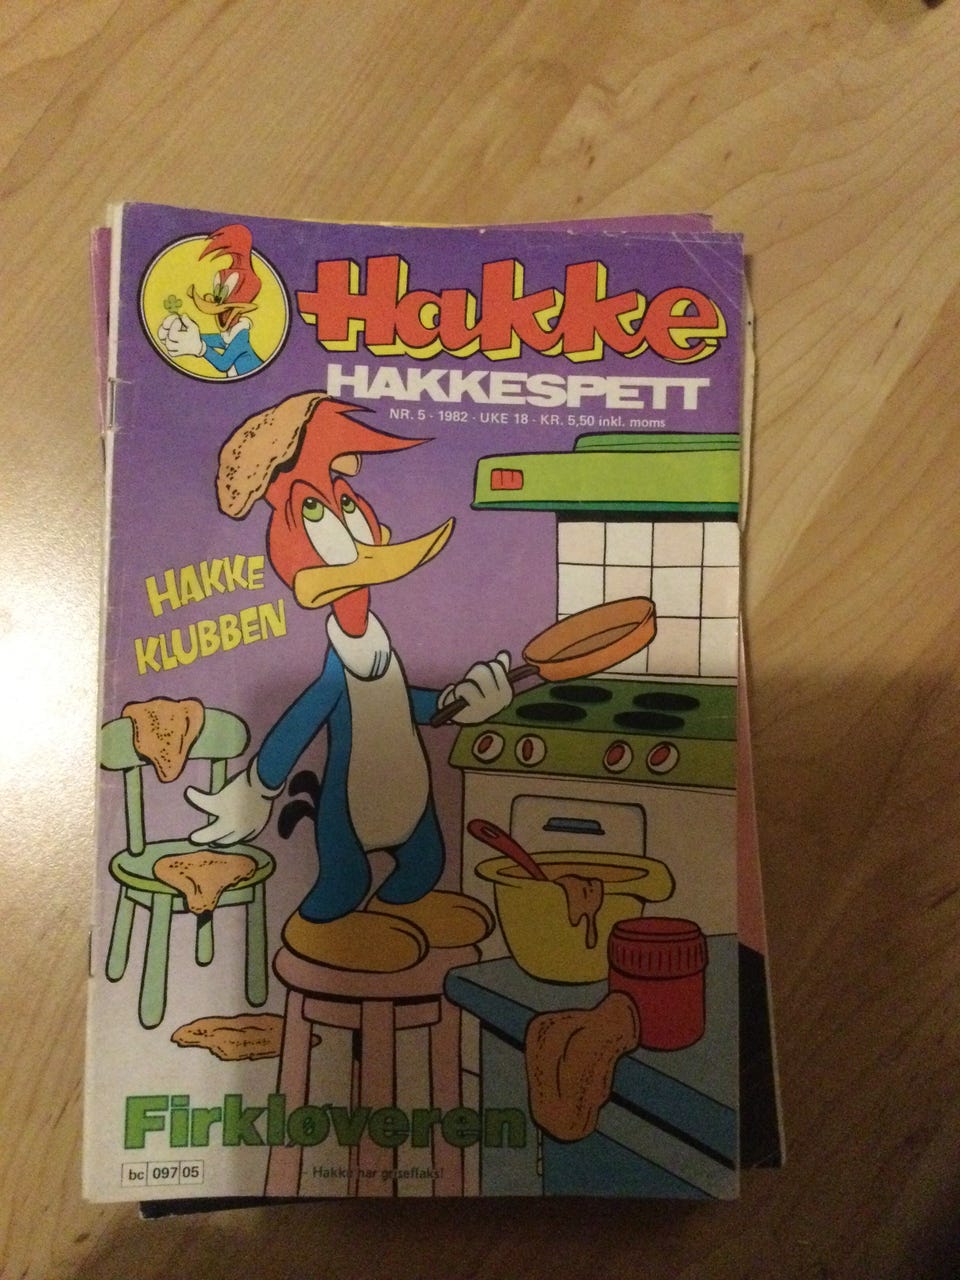 Hakke
HAKKESPETT
NR. 5 - 1982 - UKE 18 - KR. 5,50 inkl. moms
HAKKE
KLUBBEN
Firkløveren
bc 097 05
- Hakke har griseflaks!